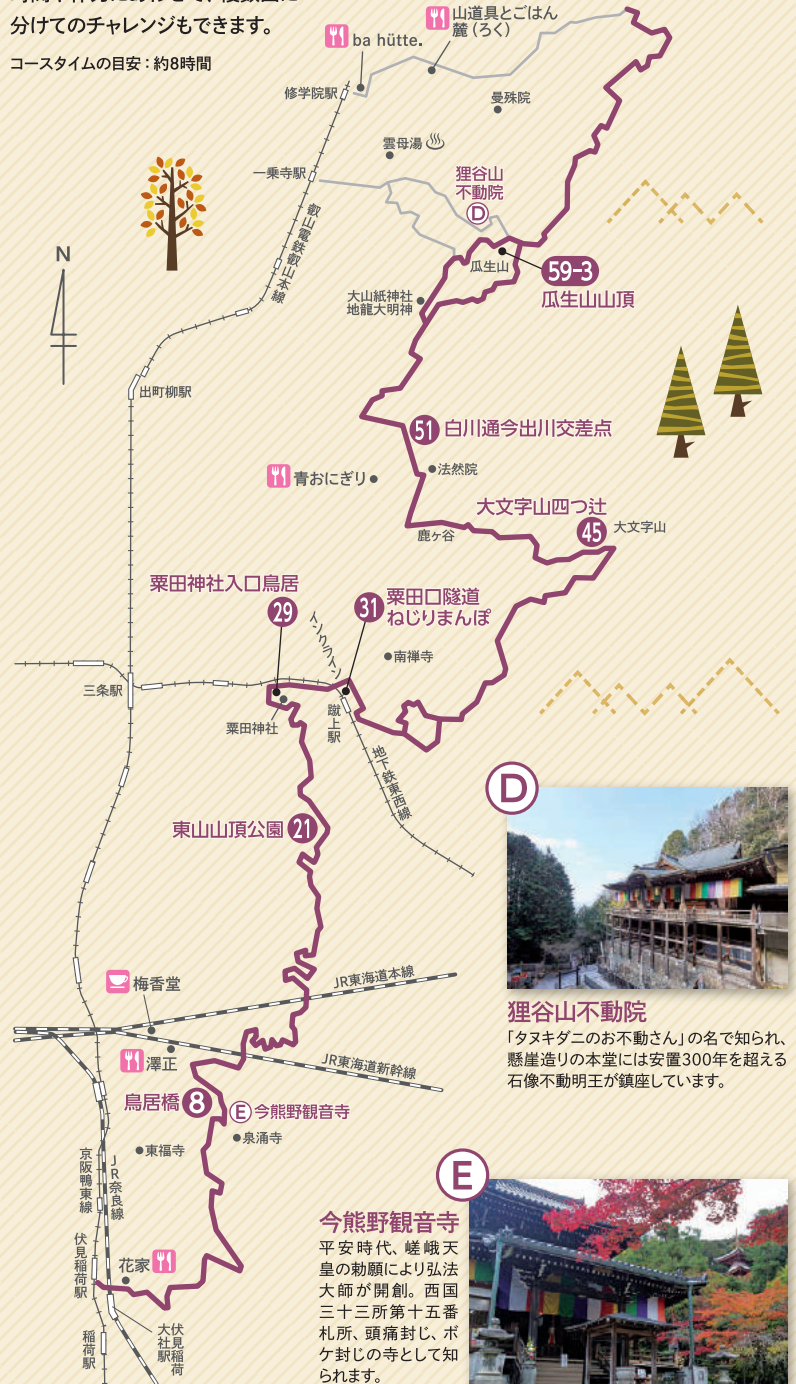 分けてのチャレンジもできます。
コースタイムの目安：約8時間
ba hütte.
山道具とごはん
麓（ろく）
修学院駅
曼殊院
雲母湯
一乗寺駅
狸谷山
不動院
D
叡山電鉄叡山本線
N
瓜生山
59-3
瓜生山山頂
大山紙神社
地龍大明神
出町柳駅
51 白川通今出川交差点
法然院
青おにぎり
大文字山四つ辻
45
大文字山
鹿ヶ谷
粟田神社入口鳥居
29
31
粟田口隧道
ねじりまんぽ
インクライン
南禅寺
三条駅
粟田神社
蹴上駅
地下鉄東西線
東山山頂公園 21
D
狸谷山不動院
「タヌキダニのお不動さん」の名で知られ、
懸崖造りの本堂には安置300年を超える
石像不動明王が鎮座しています。
梅香堂
JR東海道本線
澤正
JR東海道新幹線
鳥居橋 8
E 今熊野観音寺
泉涌寺
東福寺
京阪鴨東線
JR奈良線
伏見稲荷駅
花家
稲荷駅
伏見稲荷
大社駅
E
今熊野観音寺
平安時代、嵯峨天
皇の勅願により弘法
大師が開創。西国
三十三所第十五番
札所、頭痛封じ、ボ
ケ封じの寺として知
られます。